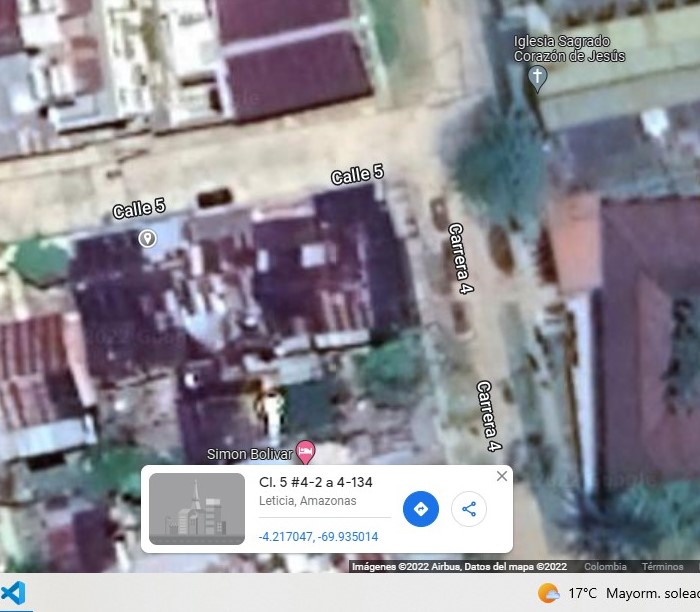 Iglesia Sagrado
Corazón de Jesús
Calle 5
Calle 5
Carrera 4
Carrera 4
Simon Bolivar
Cl. 5 #4-2 a 4-134
Leticia, Amazonas
-4.217047, -69.935014
Imágenes ©2022 Airbus, Datos del mapa ©2022
Colombia
Términos
17°C Mayorm. solea